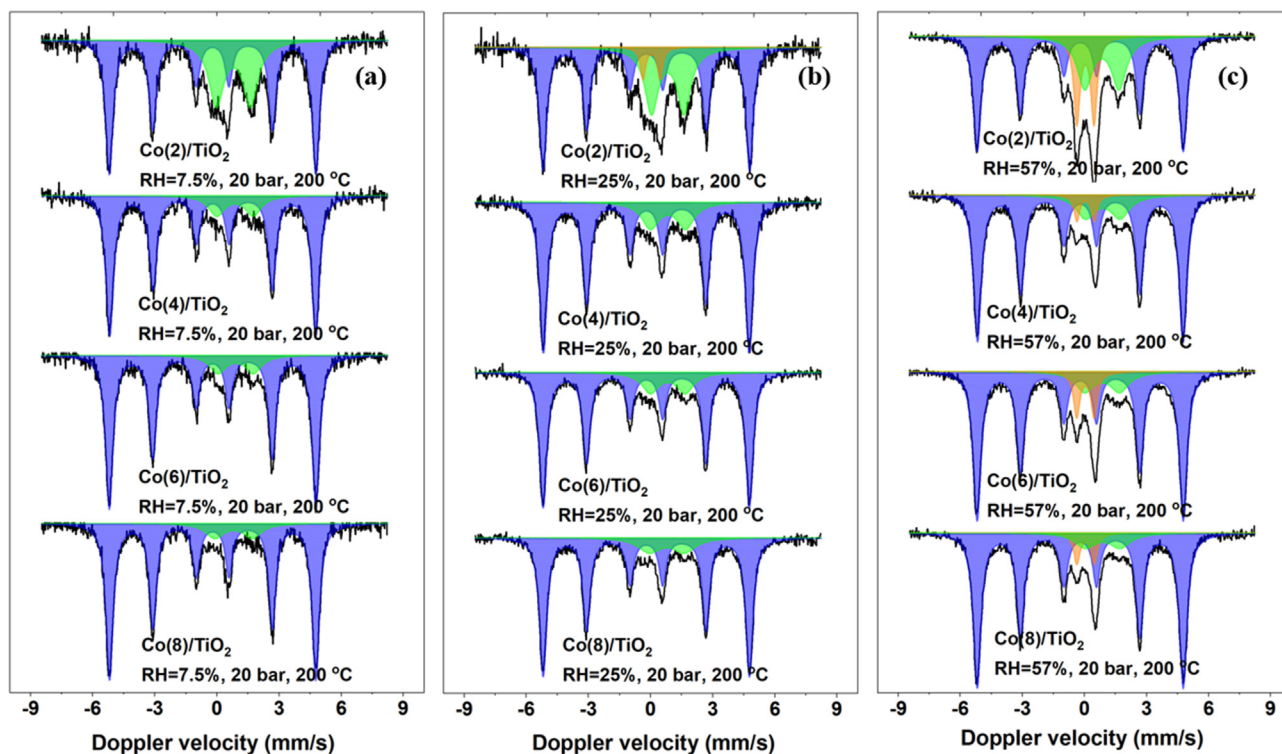 (a)
Co(2)/TiO2
RH=7.5%, 20 bar, 200 °C
Co(4)/TiO2
RH=7.5%, 20 bar, 200 °C
Co(6)/TiO2
RH=7.5%, 20 bar, 200 °C
Co(8)/TiO2
RH=7.5%, 20 bar, 200 °C
-9 -6 -3 0 3 6 9
Doppler velocity (mm/s)
(b)
Co(2)/TiO2
RH=25%, 20 bar, 200 °C
Co(4)/TiO2
RH=25%, 20 bar, 200 °C
Co(6)/TiO2
RH=25%, 20 bar, 200 °C
Co(8)/TiO2
RH=25%, 20 bar, 200 °C
-9 -6 -3 0 3 6 9
Doppler velocity (mm/s)
(c)
Co(2)/TiO2
RH=57%, 20 bar, 200 °C
Co(4)/TiO2
RH=57%, 20 bar, 200 °C
Co(6)/TiO2
RH=57%, 20 bar, 200 °C
Co(8)/TiO2
RH=57%, 20 bar, 200 °C
-9 -6 -3 0 3 6 9
Doppler velocity (mm/s)